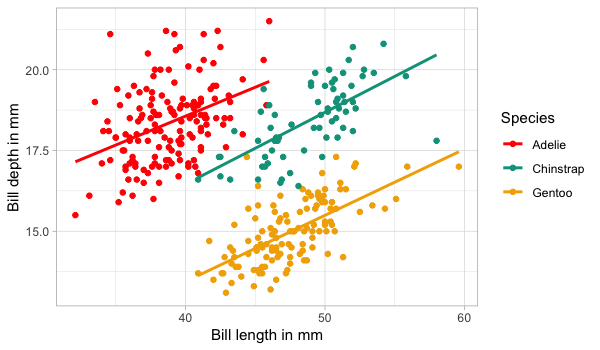 20.0
17.5
15.0
Bill depth in mm
40
50
60
Bill length in mm
Species
Adelie
Chinstrap
Gentoo